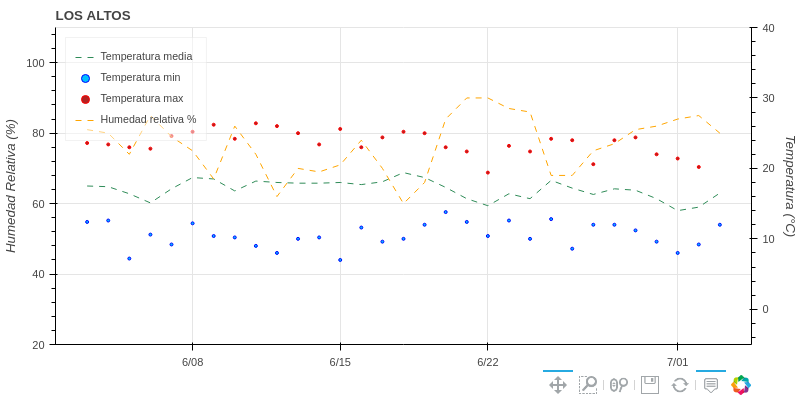 LOS ALTOS
Temperatura media
Temperatura min
Temperatura max
Humedad relativa %
Humedad Relativa (%)
100
80
60
40
20
40
30
20
10
0
Temperatura (°C)
6/08
6/15
6/22
7/01